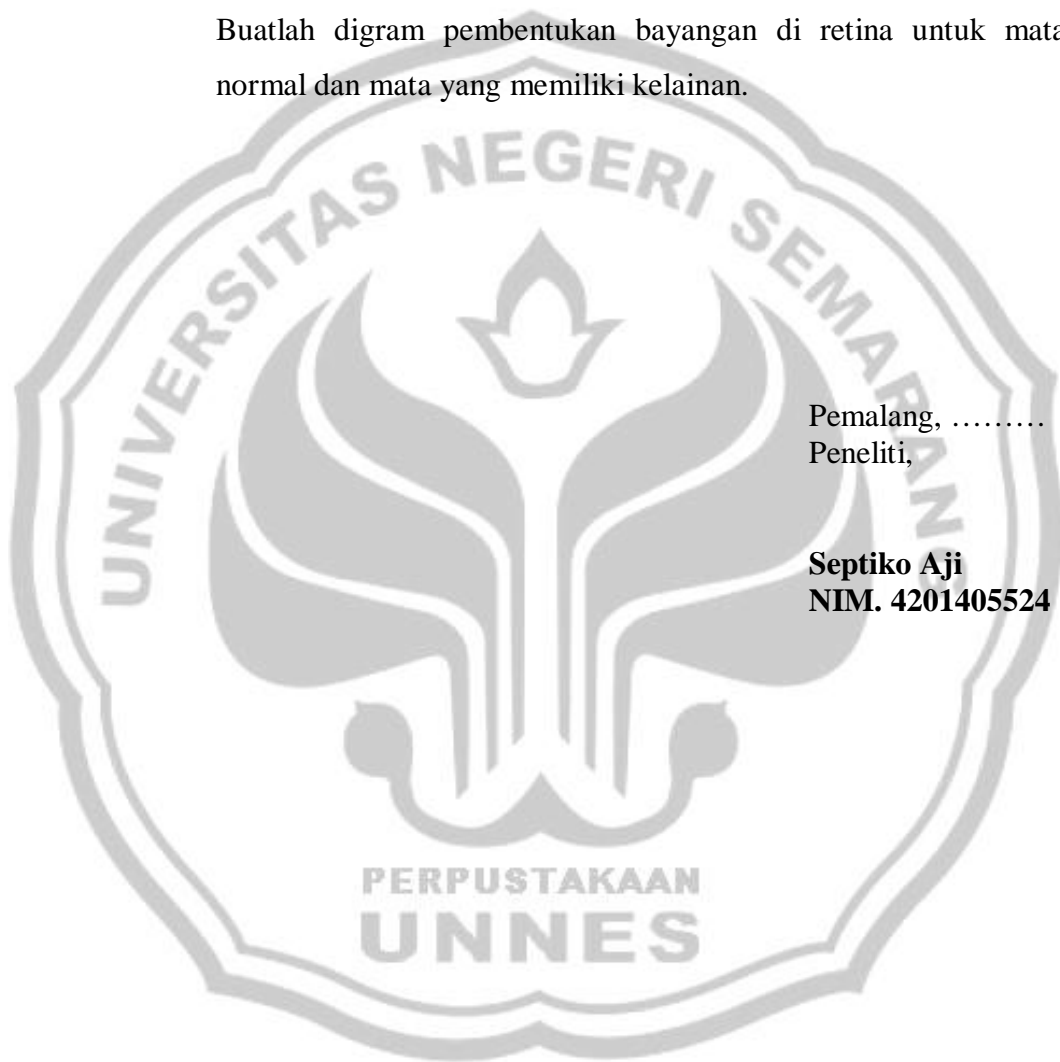 Buatlah digram pembentukan bayangan di retina untuk mata
normal dan mata yang memiliki kelainan.
UNIVERSITAS NEGERI SEMARANG
Pemalang, ………
Peneliti,
Septiko Aji
NIM. 4201405524
PERPUSTAKAAN
UNNES